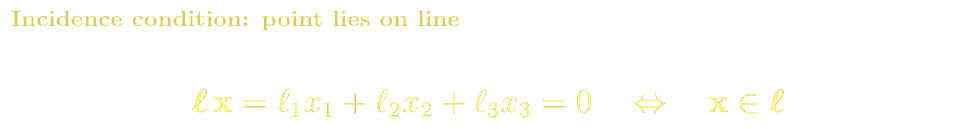 Incidence condition: point lies on line
ℓ x = ℓ₁x₁ + ℓ₂x₂ + ℓ₃x₃ = 0 ⇔ x ∈ ℓ